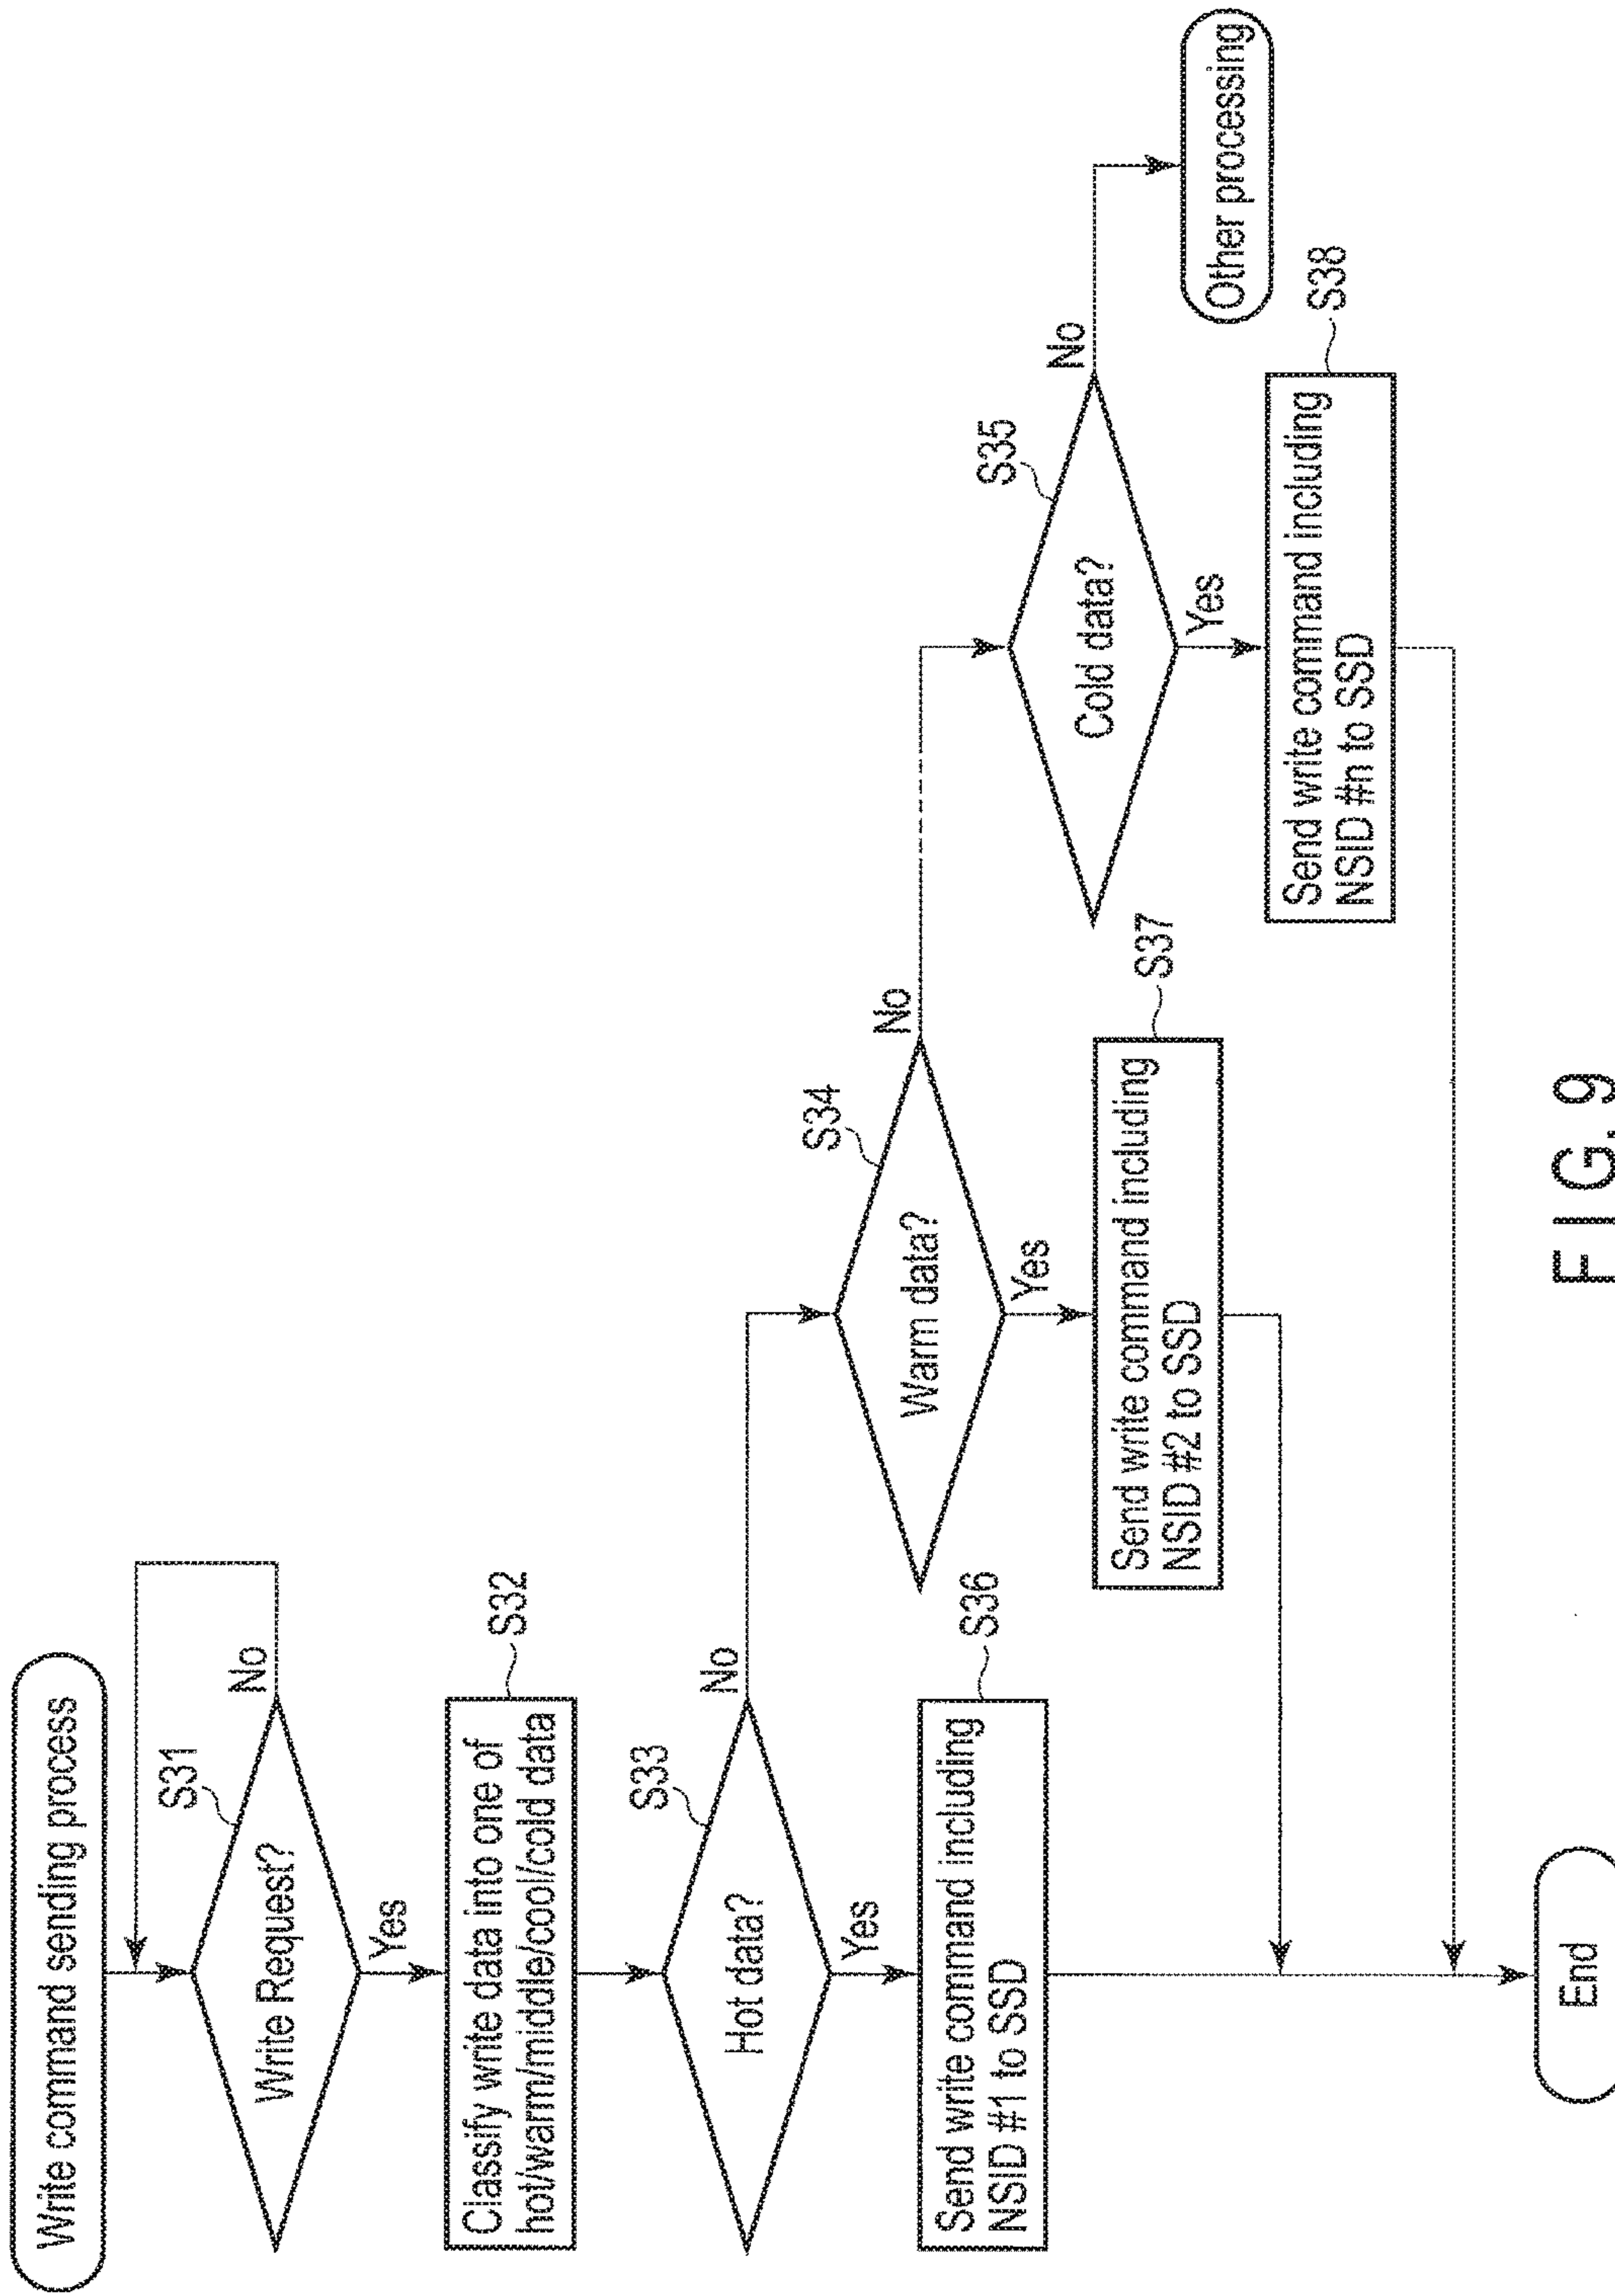 Write command sending process
S31
Write Request?
No
Yes
S32
Classify write data into one of
hot/warm/middle/cool/cold data
S33
Hot data?
No
Yes
S36
Send write command including
NSID #1 to SSD
S34
Warm data?
No
Yes
S37
Send write command including
NSID #2 to SSD
S35
Cold data?
No
Yes
S38
Send write command including
NSID #n to SSD
Other processing
End
FIG. 9